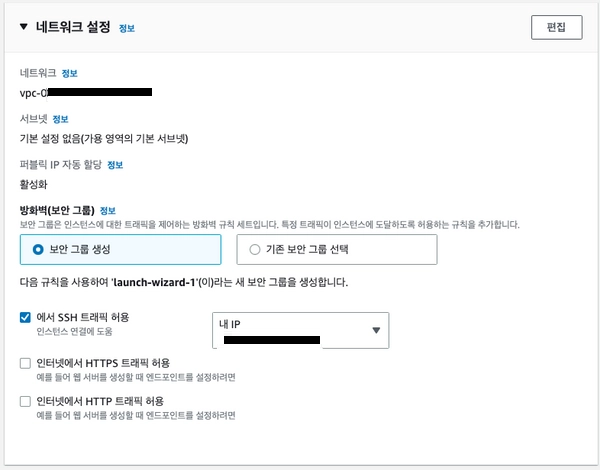 네트워크 설정 정보
편집
네트워크 정보
vpc-0
서브넷 정보
기본 설정 없음(가용 영역의 기본 서브넷)
퍼블릭 IP 자동 할당 정보
활성화
방화벽(보안 그룹) 정보
보안 그룹은 인스턴스에 대한 트래픽을 제어하는 방화벽 규칙 세트입니다. 특정 트래픽이 인스턴스에 도달하도록 허용하는 규칙을 추가합니다.
보안 그룹 생성
기존 보안 그룹 선택
다음 규칙을 사용하여 'launch-wizard-1'(이)라는 새 보안 그룹을 생성합니다.
에서 SSH 트래픽 허용
인스턴스 연결에 도움
내 IP
인터넷에서 HTTPS 트래픽 허용
예를 들어 웹 서버를 생성할 때 엔드포인트를 설정하려면
인터넷에서 HTTP 트래픽 허용
예를 들어 웹 서버를 생성할 때 엔드포인트를 설정하려면